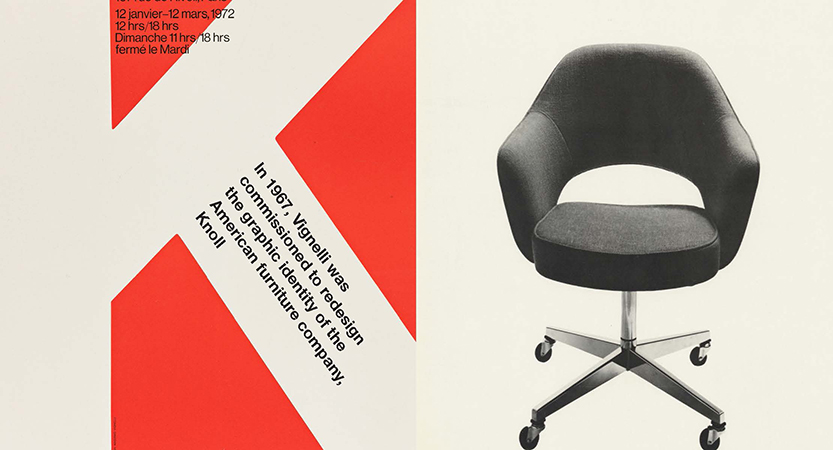 12 janvier–12 mars, 1972
12 hrs/18 hrs
Dimanche 11 hrs/18 hrs
fermé le Mardi
In 1967, Vignelli was
commissioned to redesign
the graphic identity of the
American furniture company,
Knoll